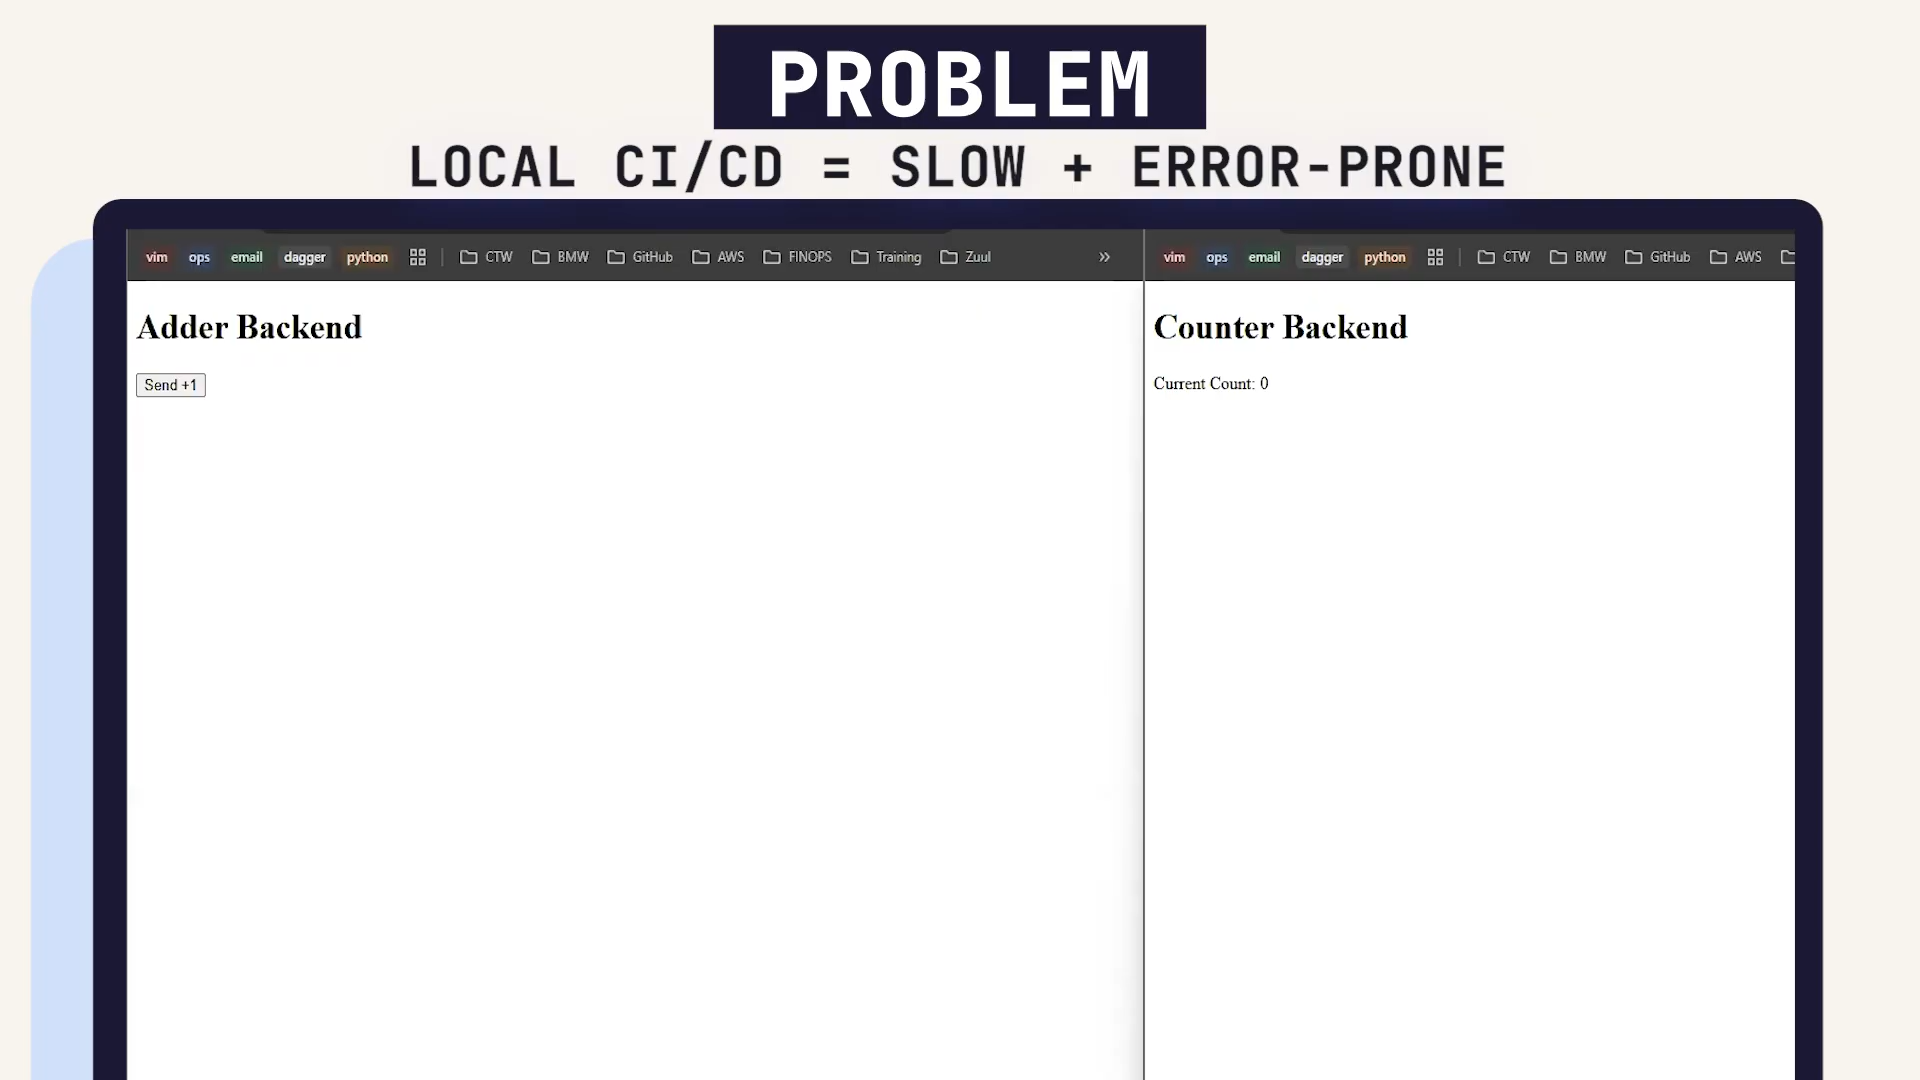 PROBLEM
LOCAL CI/CD = SLOW + ERROR-PRONE
vim ops email dagger python CTW BMW GitHub AWS FINOPS Training Zuul »
vim ops email dagger python CTW BMW GitHub AWS
Adder Backend
Send +1
Counter Backend
Current Count: 0